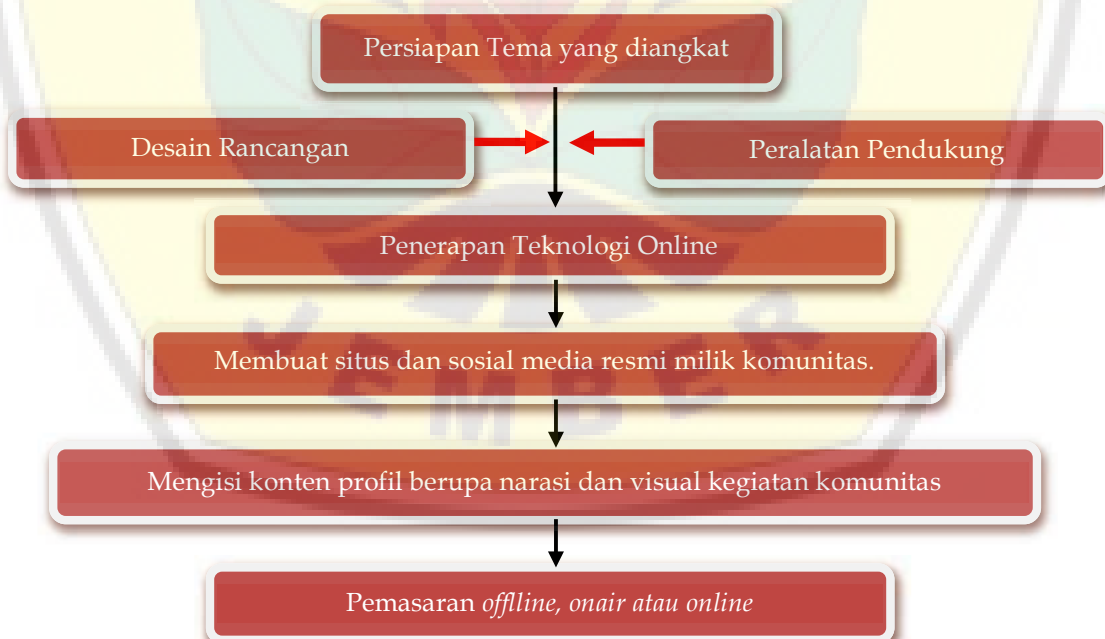 Persiapan Tema yang diangkat
Desain Rancangan
Peralatan Pendukung
Penerapan Teknologi Online
Membuat situs dan sosial media resmi milik komunitas.
JEMBER
Mengisi konten profil berupa narasi dan visual kegiatan komunitas
Pemasaran offlline, onair atau online